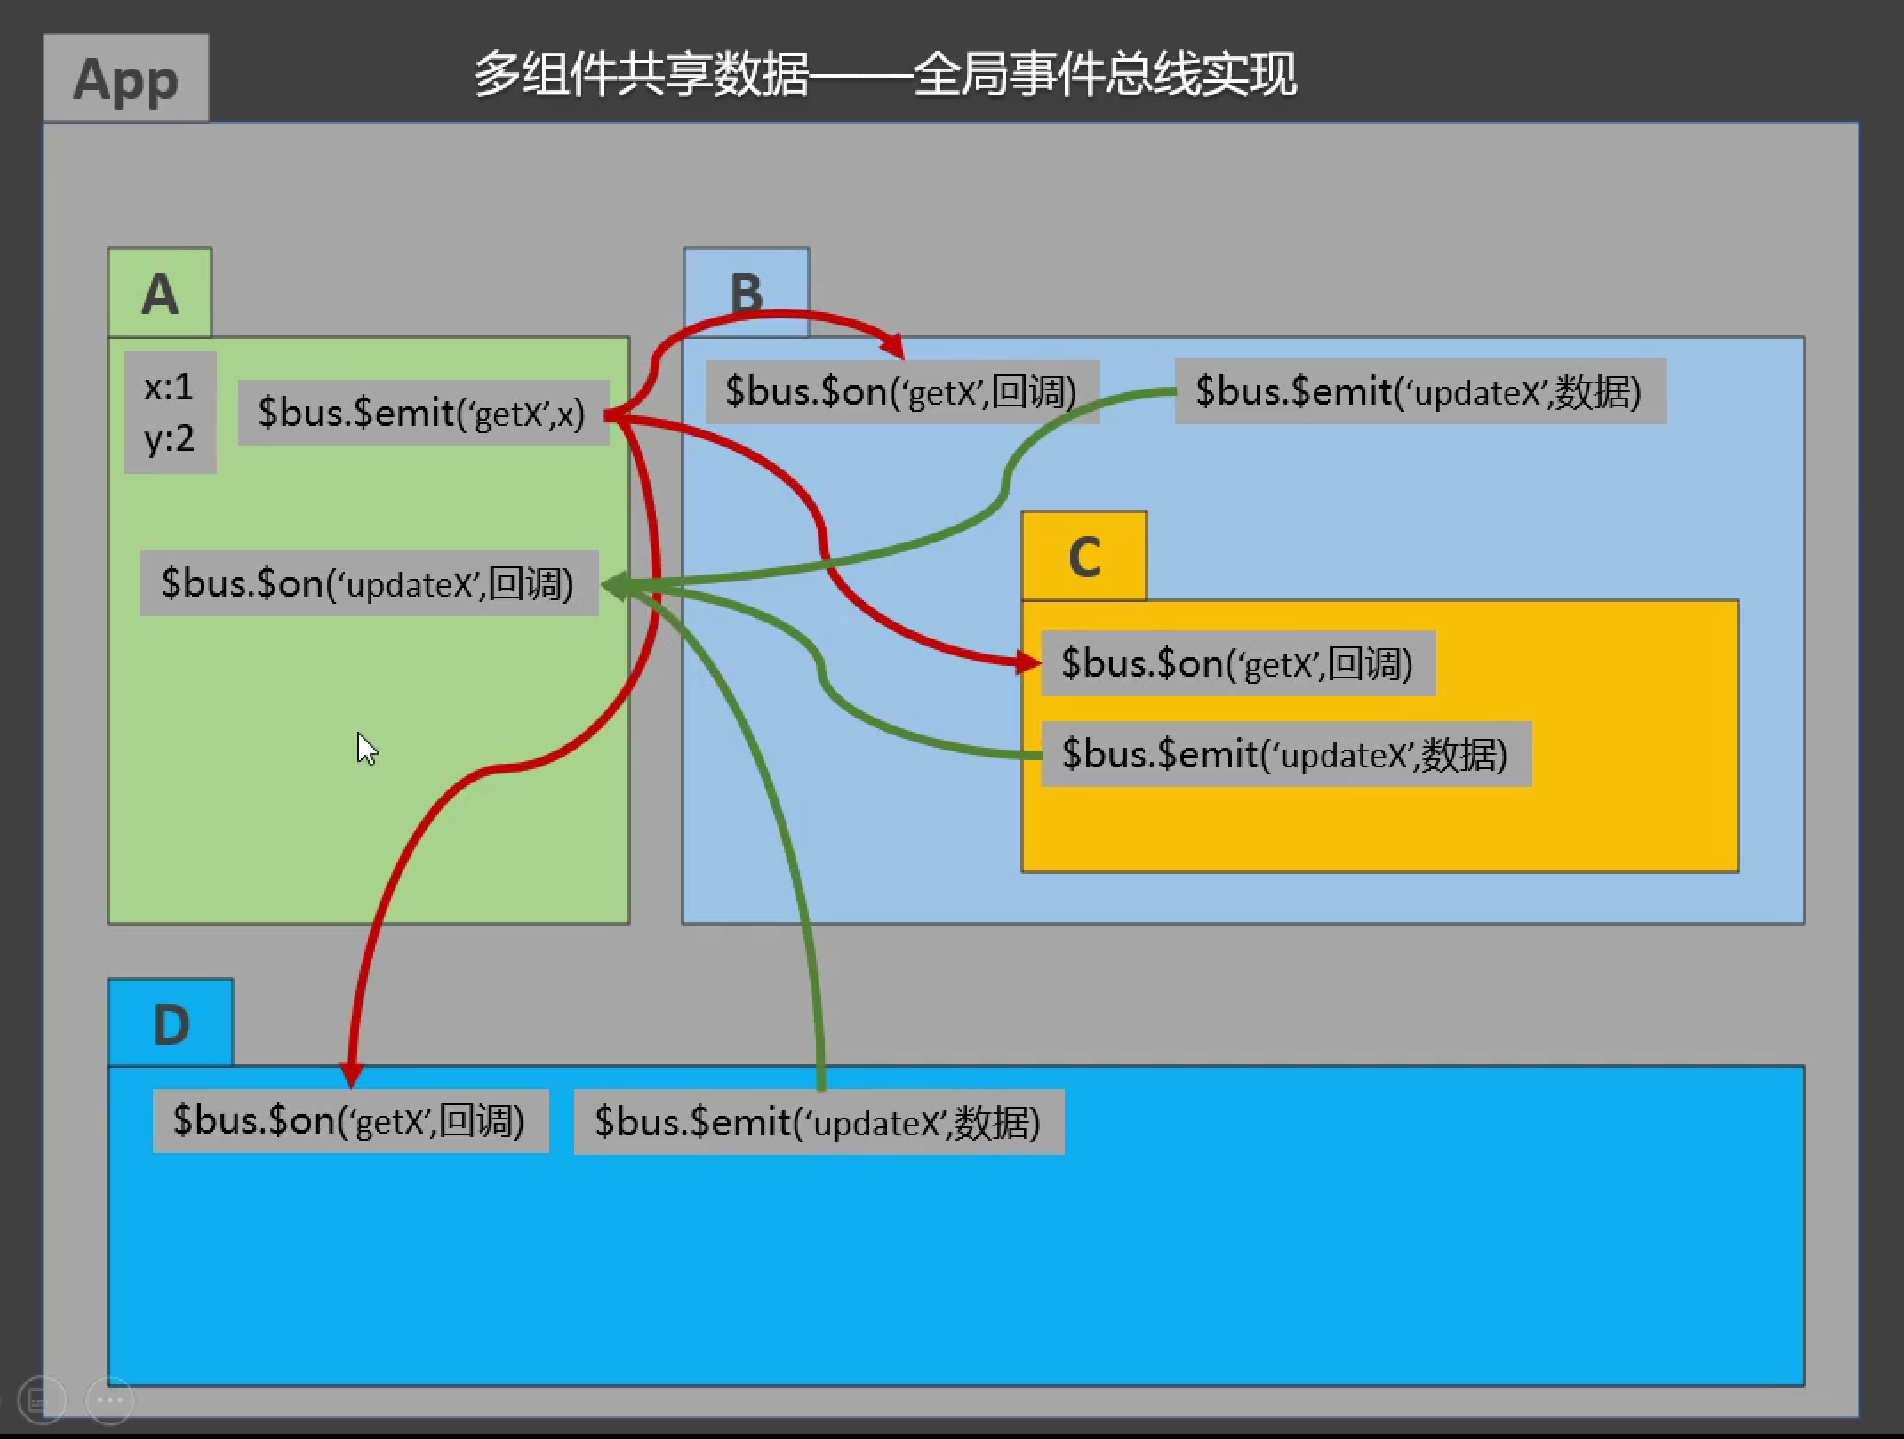 App
多组件共享数据——全局事件总线实现
A
B
x:1
y:2
$bus.$emit(‘getX’,x)
$bus.$on(‘getX’,回调)
$bus.$emit(‘updateX’,数据)
$bus.$on(‘updateX’,回调)
C
$bus.$on(‘getX’,回调)
$bus.$emit(‘updateX’,数据)
D
$bus.$on(‘getX’,回调)
$bus.$emit(‘updateX’,数据)